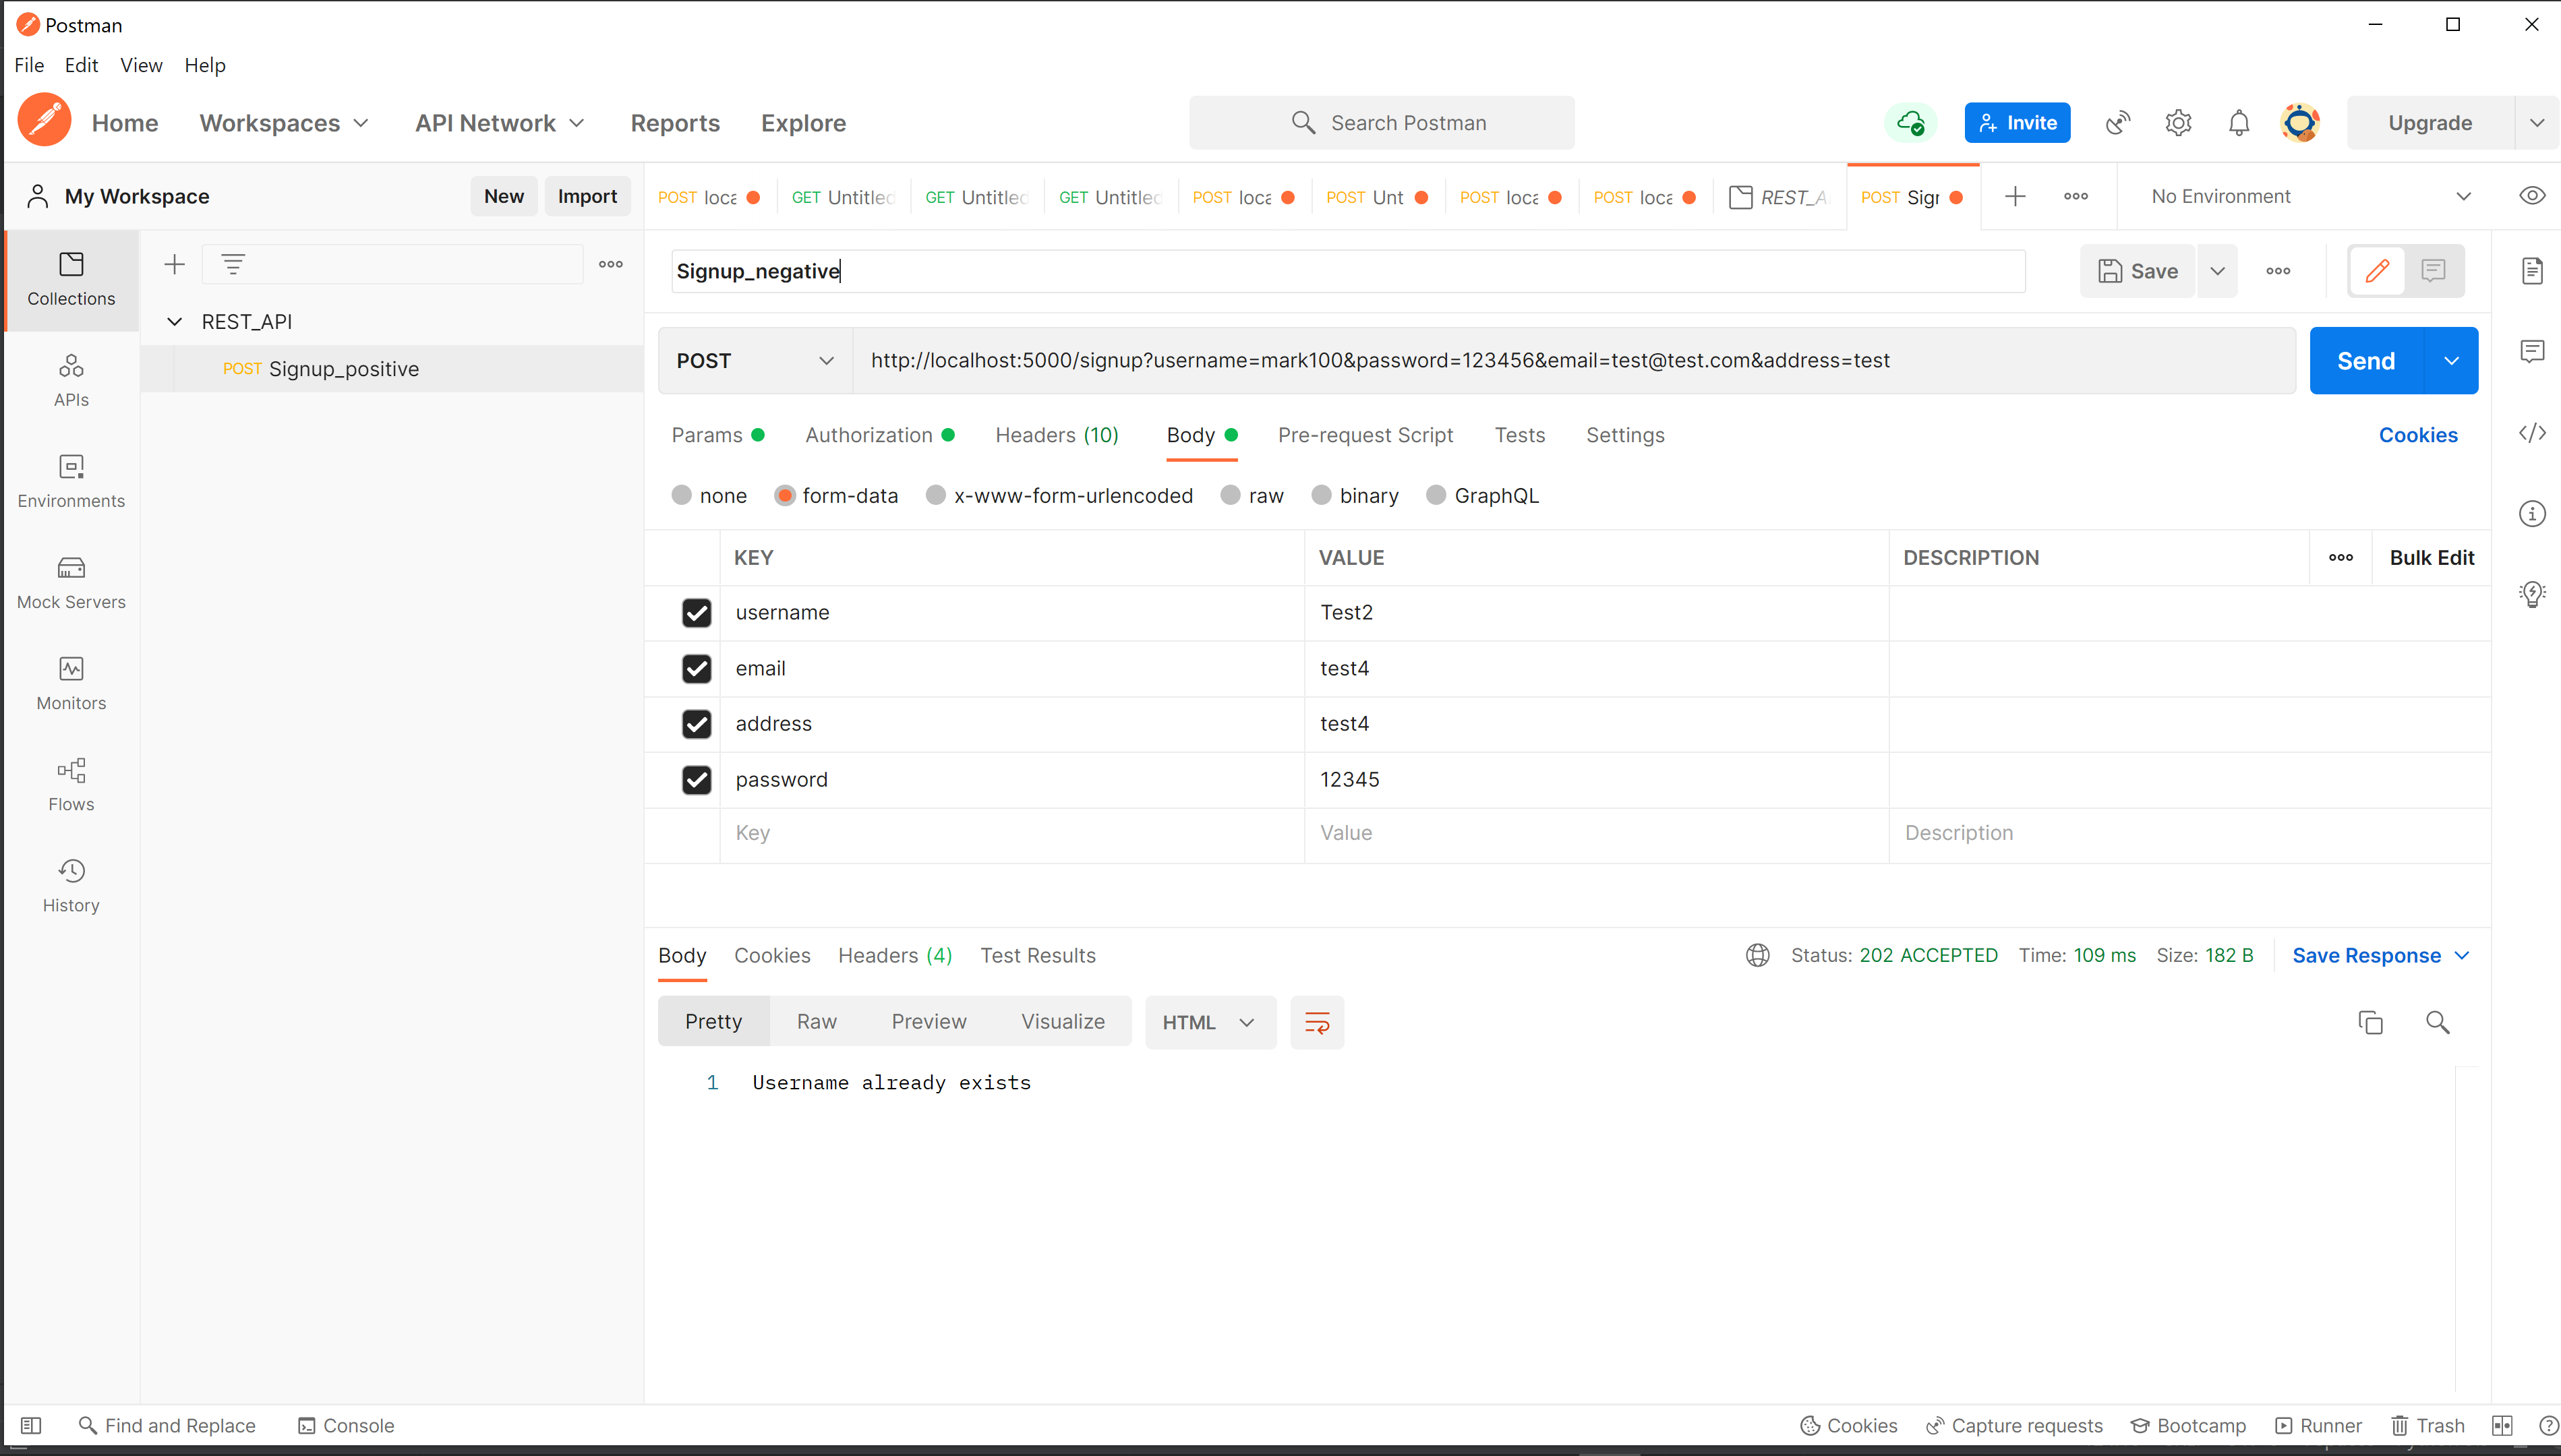 Postman
File Edit View Help
Home Workspaces API Network Reports Explore Search Postman Invite Upgrade
My Workspace New Import POST loca GET Untitled GET Untitled GET Untitled POST loca POST Unt POST loca POST loca REST_A POST Sigr No Environment
Collections
APIs
Environments
Mock Servers
Monitors
Flows
History
REST_API
POST Signup_positive
Signup_negative Save
POST http://localhost:5000/signup?username=mark100&password=123456&email=test@test.com&address=test Send
Params Authorization Headers (10) Body Pre-request Script Tests Settings Cookies
none form-data x-www-form-urlencoded raw binary GraphQL
KEY VALUE DESCRIPTION Bulk Edit
username Test2
email test4
address test4
password 12345
Key Value Description
Body Cookies Headers (4) Test Results Status: 202 ACCEPTED Time: 109 ms Size: 182 B Save Response
Pretty Raw Preview Visualize HTML
1 Username already exists
Find and Replace Console Cookies Capture requests Bootcamp Runner Trash